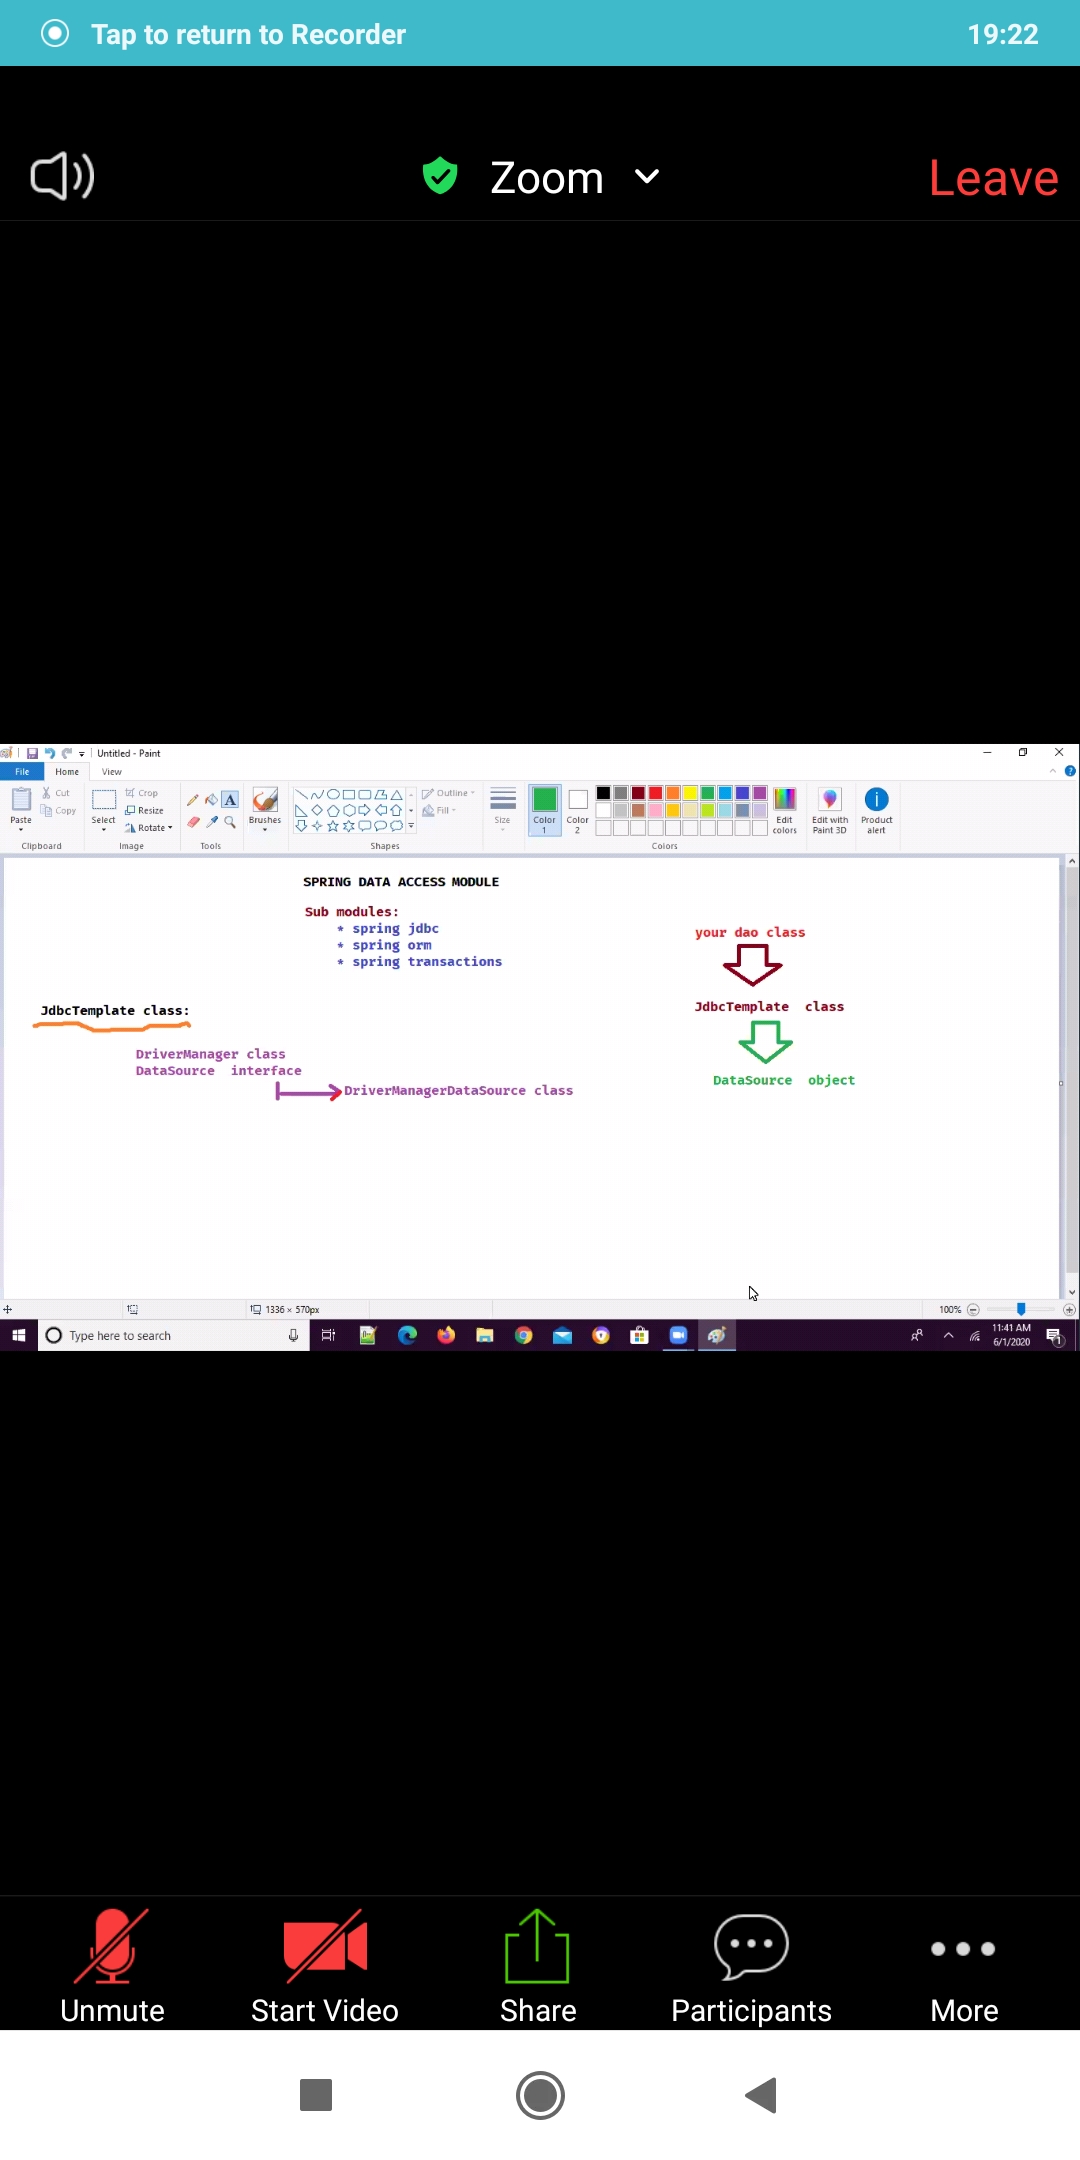 Tap to return to Recorder 19:22
Zoom Leave
Untitled - Paint
File Home View
Paste Cut Copy Select Crop Resize Rotate Brushes Outline Fill Size Color 1 Color 2 Edit colors Edit with Paint 3D Product alert
Clipboard Image Tools Shapes Colors
SPRING DATA ACCESS MODULE
Sub modules:
* spring jdbc
* spring orm
* spring transactions
your dao class
JdbcTemplate class
DataSource object
JdbcTemplate class:
DriverManager class
DataSource interface
DriverManagerDataSource class
1336 × 570px 100%
Type here to search 11:41 AM
6/1/2020 1
Unmute Start Video Share Participants More